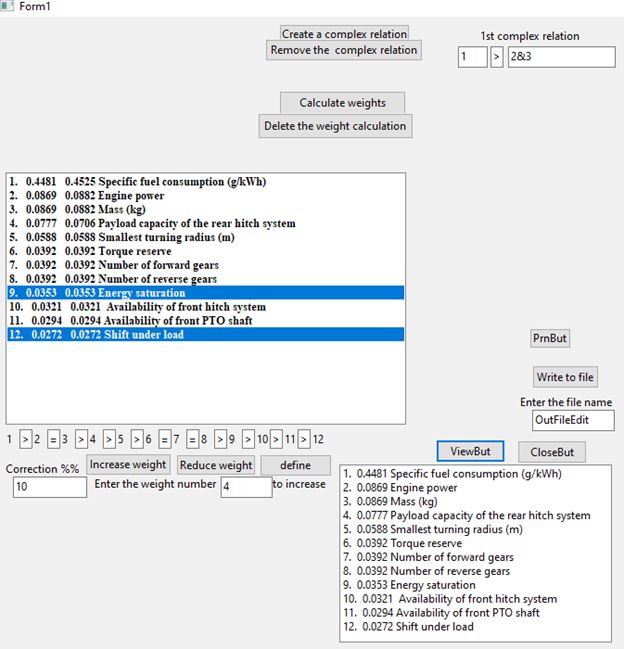 Form1
Create a complex relation
Remove the complex relation
1st complex relation
1 > 2&3
Calculate weights
Delete the weight calculation
1. 0.4481 0.4525 Specific fuel consumption (g/kWh)
2. 0.0869 0.0882 Engine power
3. 0.0869 0.0882 Mass (kg)
4. 0.0777 0.0706 Payload capacity of the rear hitch system
5. 0.0588 0.0588 Smallest turning radius (m)
6. 0.0392 0.0392 Torque reserve
7. 0.0392 0.0392 Number of forward gears
8. 0.0392 0.0392 Number of reverse gears
9. 0.0353 0.0353 Energy saturation
10. 0.0321 0.0321 Availability of front hitch system
11. 0.0294 0.0294 Availability of front PTO shaft
12. 0.0272 0.0272 Shift under load
PrnBut
Write to file
Enter the file name
OutFileEdit
1 > 2 = 3 > 4 > 5 > 6 = 7 = 8 > 9 > 10 > 11 > 12
ViewBut CloseBut
Correction %% Increase weight Reduce weight define
10 Enter the weight number 4 to increase
1. 0.4481 Specific fuel consumption (g/kWh)
2. 0.0869 Engine power
3. 0.0869 Mass (kg)
4. 0.0777 Payload capacity of the rear hitch system
5. 0.0588 Smallest turning radius (m)
6. 0.0392 Torque reserve
7. 0.0392 Number of forward gears
8. 0.0392 Number of reverse gears
9. 0.0353 Energy saturation
10. 0.0321 Availability of front hitch system
11. 0.0294 Availability of front PTO shaft
12. 0.0272 Shift under load